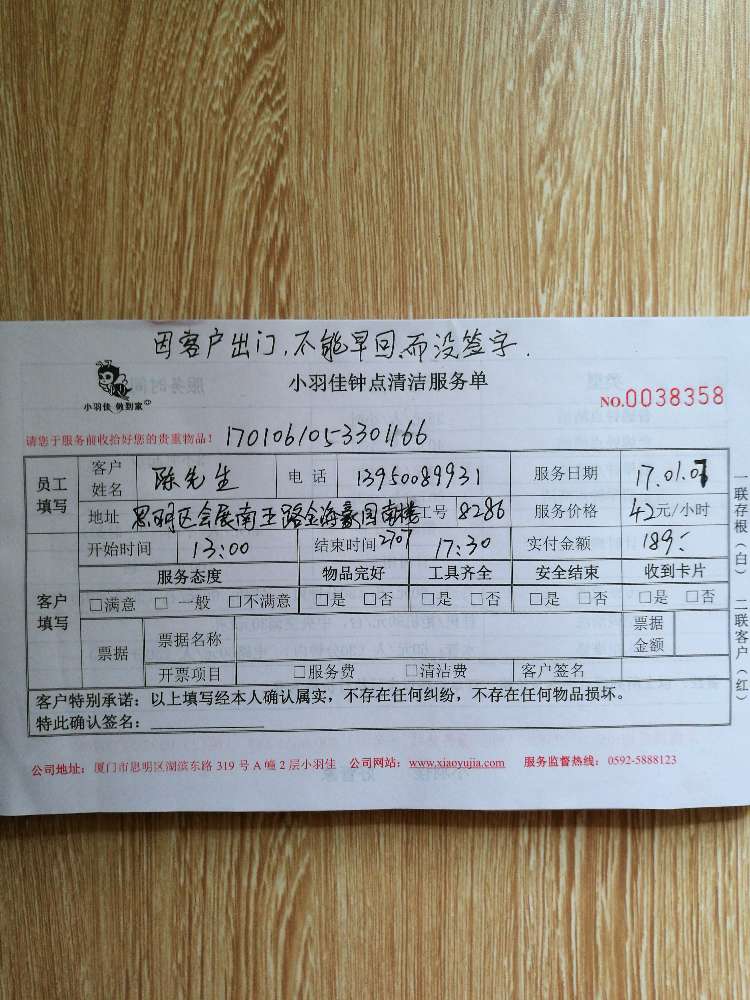 因客户出门,不能早回,而没签字.
小羽佳 做到家
小羽佳钟点清洁服务单
NO.0038358
请您于服务前收拾好您的贵重物品! 170106105330166
员工填写 客户姓名 陈先生 电话 13950089931 服务日期 17.01.07
地址 思明区会展南五路金海豪园南楼2707 工号 8286 服务价格 42元/小时
开始时间 13:00 结束时间 17:30 实付金额 189:
客户填写 服务态度 物品完好 工具齐全 安全结束 收到卡片
□满意 □一般 □不满意 □是 □否 □是 □否 □是 □否 □是 □否
票据 票据名称 票据金额
开票项目 □服务费 □清洁费 客户签名
客户特别承诺:以上填写经本人确认属实,不存在任何纠纷,不存在任何物品损坏。
特此确认签名:
一联存根(白) 二联客户(红)
公司地址:厦门市思明区湖滨东路 319 号 A 幢 2 层小羽佳 公司网站:www.xiaoyujia.com 服务监督热线:0592-5888123